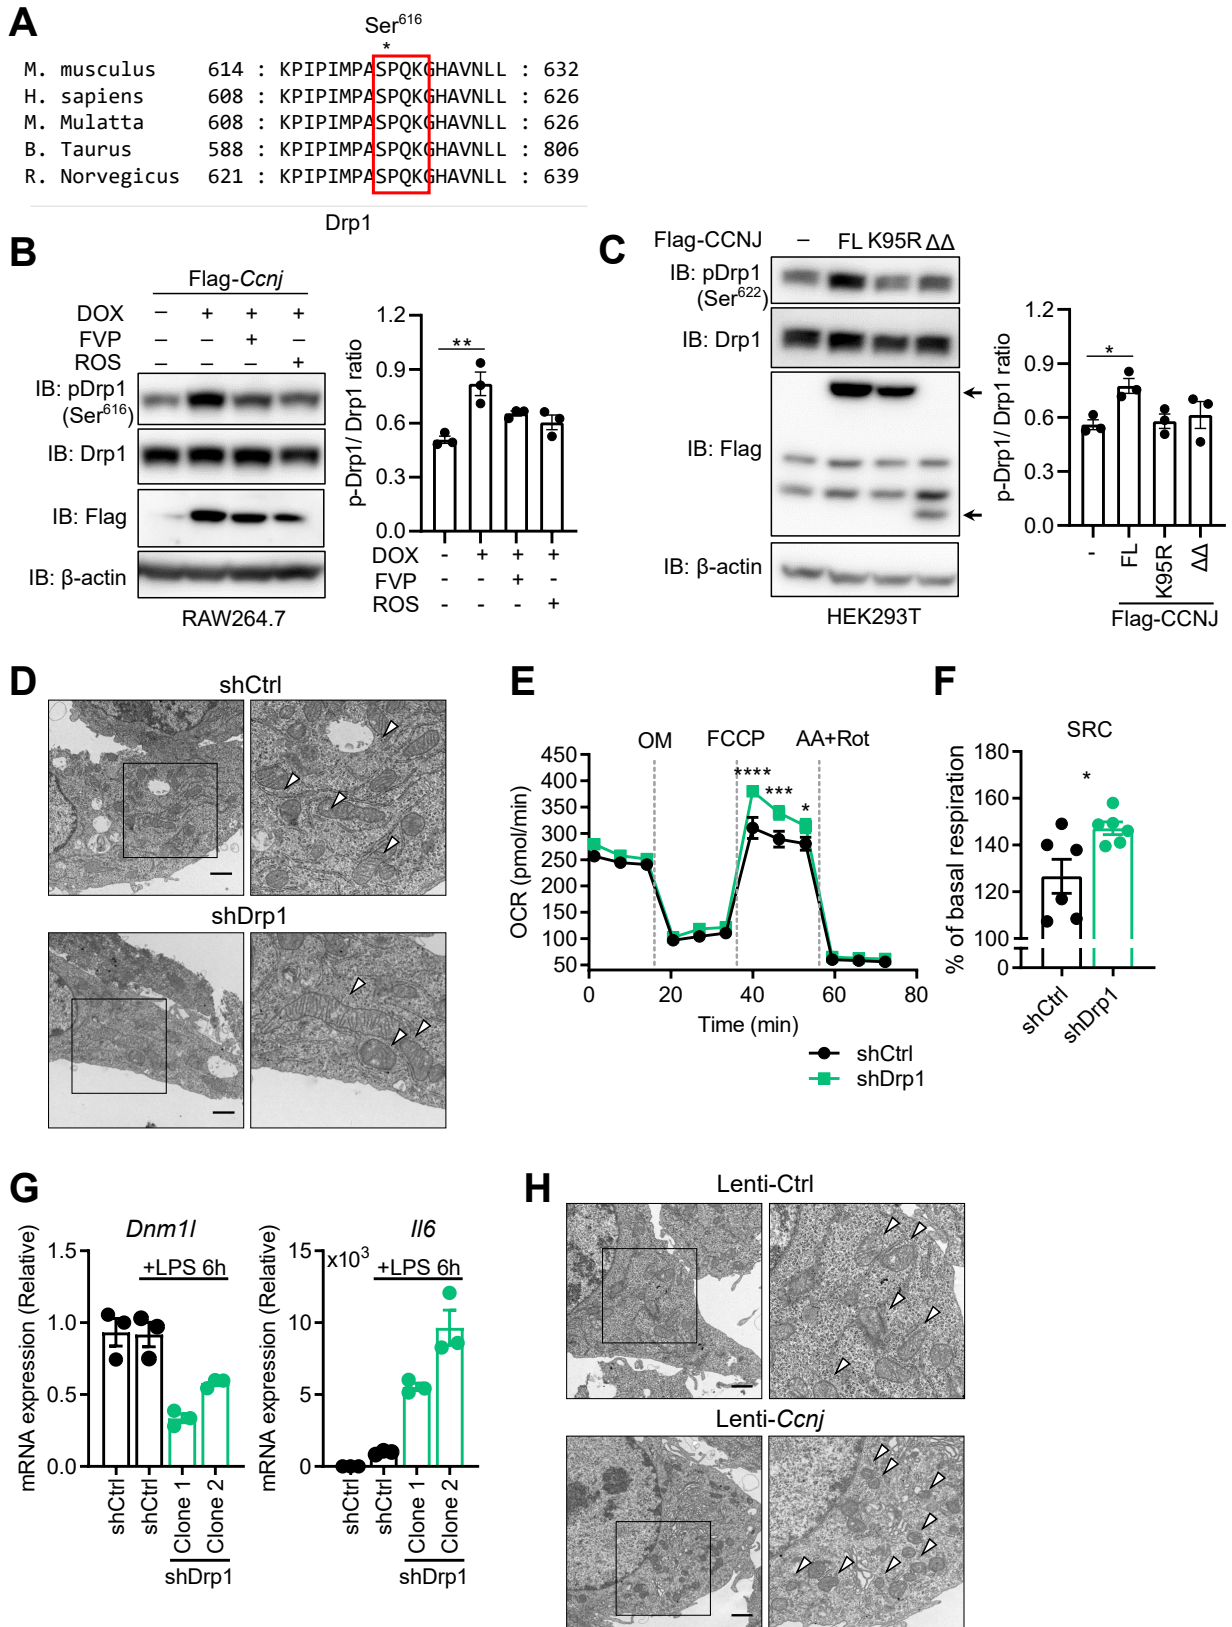 A
Ser616
*
M. musculus 614 : KPIPIMPASPQKGHAVNLL : 632
H. sapiens 608 : KPIPIMPASPQKGHAVNLL : 626
M. Mulatta 608 : KPIPIMPASPQKGHAVNLL : 626
B. Taurus 588 : KPIPIMPASPQKGHAVNLL : 806
R. Norvegicus 621 : KPIPIMPASPQKGHAVNLL : 639
Drp1
B
Flag-Ccnj
DOX – + + +
FVP – – + –
ROS – – – +
IB: pDrp1
(Ser616)
IB: Drp1
IB: Flag
IB: β-actin
RAW264.7
p-Drp1/ Drp1 ratio
1.2
0.9
0.6
0.3
0.0
**
DOX - + + +
FVP - - + -
ROS - - - +
C
Flag-CCNJ – FL K95R ΔΔ
IB: pDrp1
(Ser622)
IB: Drp1
IB: Flag
IB: β-actin
HEK293T
p-Drp1/ Drp1 ratio
1.2
0.9
0.6
0.3
0.0
*
- FL K95R ΔΔ
Flag-CCNJ
D
shCtrl
shDrp1
E
OM FCCP AA+Rot
OCR (pmol/min)
450
400
350
300
250
200
150
100
50
**** *** *
0 20 40 60 80
Time (min)
shCtrl
shDrp1
F
SRC
% of basal respiration
180
160
140
120
100
0
*
shCtrl shDrp1
G
Dnm1l
mRNA expression (Relative)
1.5
1.0
0.5
0.0
+LPS 6h
shCtrl shCtrl Clone 1 Clone 2
shDrp1
Il6
mRNA expression (Relative)
x103
15
10
5
0
+LPS 6h
shCtrl shCtrl Clone 1 Clone 2
shDrp1
H
Lenti-Ctrl
Lenti-Ccnj